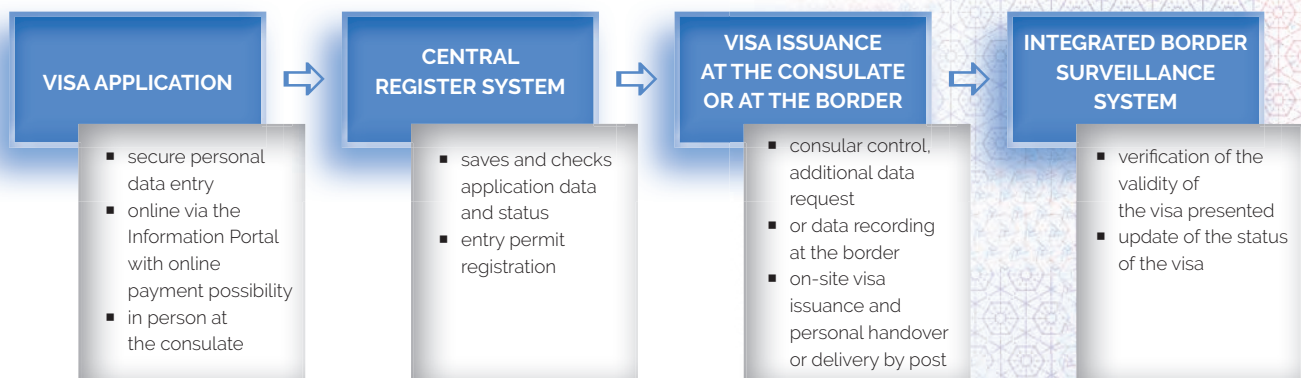 VISA APPLICATION
■ secure personal
data entry
■ online via the
Information Portal
with online
payment possibility
■ in person at
the consulate
CENTRAL
REGISTER SYSTEM
■ saves and checks
application data
and status
■ entry permit
registration
VISA ISSUANCE
AT THE CONSULATE
OR AT THE BORDER
■ consular control,
additional data
request
■ or data recording
at the border
■ on-site visa
issuance and
personal handover
or delivery by post
INTEGRATED BORDER
SURVEILLANCE
SYSTEM
■ verification of the
validity of
the visa presented
■ update of the status
of the visa